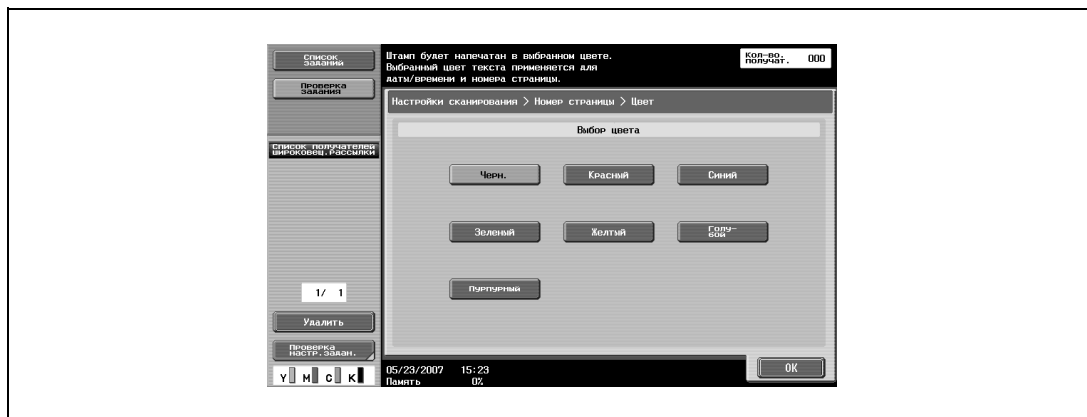 Список
заданий
Проверка
задания
Список получателей
широковещ.рассылки
1/ 1
Удалить
Проверка
настр.задан.
Y M C K
Штамп будет напечатан в выбранном цвете.
Выбранный цвет текста применяется для
даты/времени и номера страницы.
Кол-во.
получат. 000
Настройки сканирования > Номер страницы > Цвет
Выбор цвета
Черн. Красный Синий
Зеленый Желтый Голу-
бой
Пурпурный
05/23/2007 15:23
Память 0%
OK